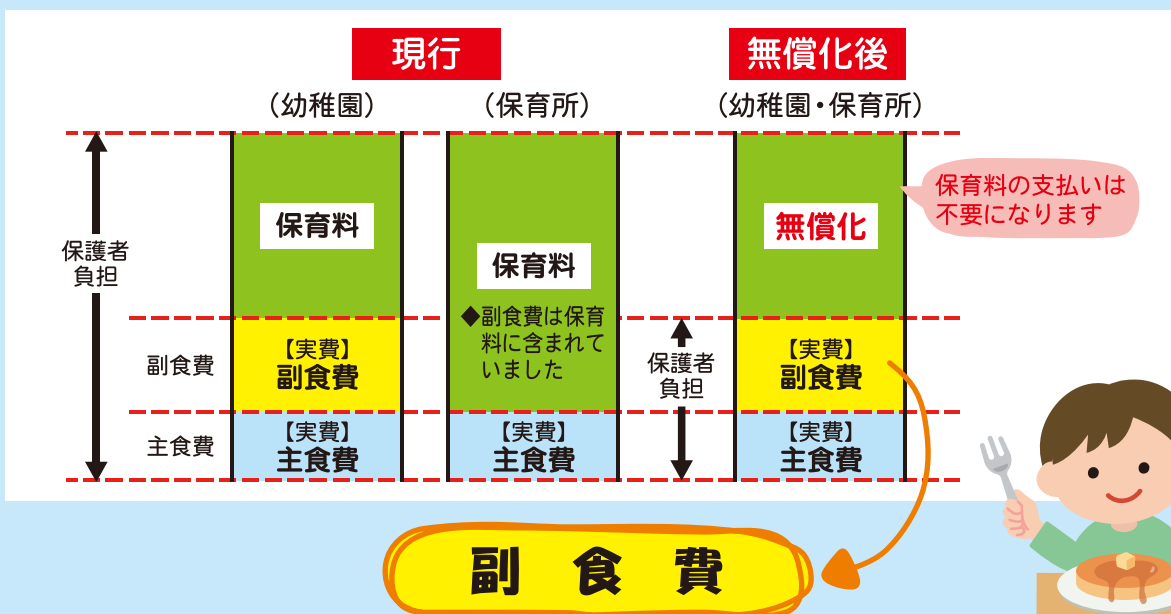 現行
無償化後
（幼稚園）
（保育所）
（幼稚園・保育所）
保護者
負担
保育料
保育料
◆副食費は保育
料に含まれて
いました
無償化
保育料の支払いは
不要になります
副食費
【実費】
副食費
保護者
負担
【実費】
副食費
主食費
【実費】
主食費
【実費】
主食費
【実費】
主食費
副食費